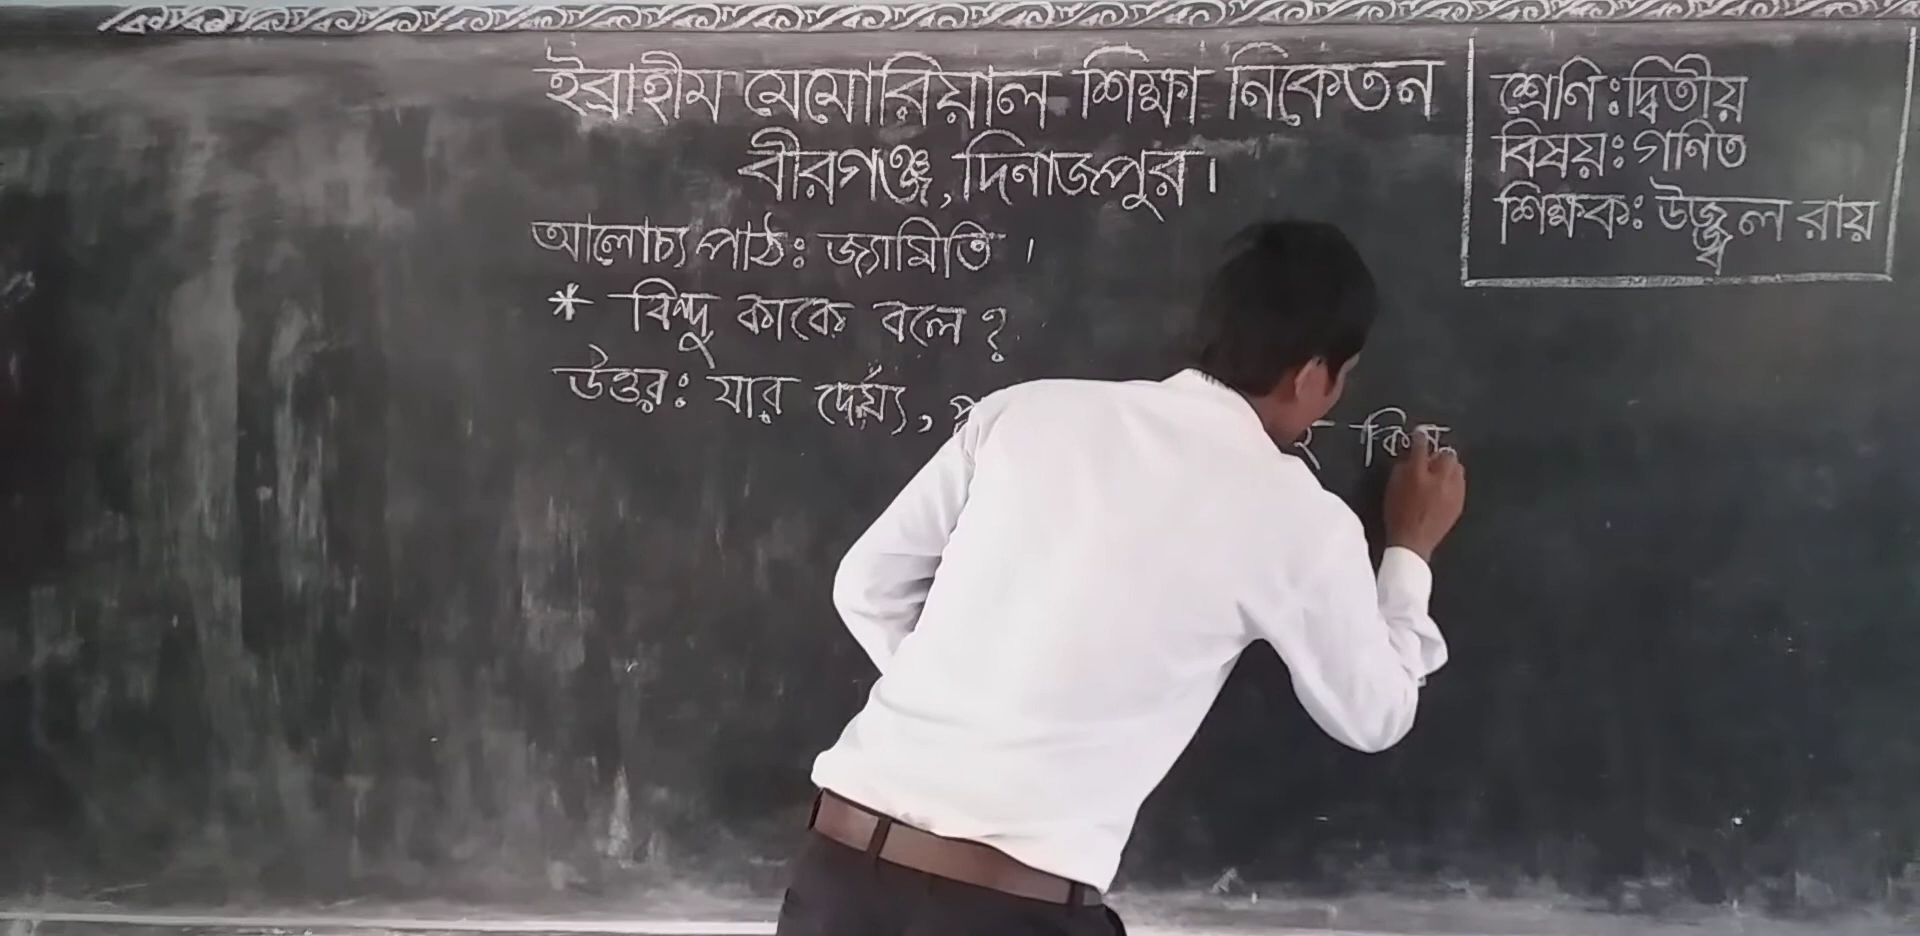 ইব্রাহীম মেমোরিয়াল শিক্ষা নিকেতন
বীরগঞ্জ, দিনাজপুর।
শ্রেণি : দ্বিতীয়
বিষয়ঃ গণিত
শিক্ষকঃ উজ্জ্বল রায়
আলোচ্য পাঠঃ জ্যামিতি।
* বিন্দু কাকে বলে ?
উত্তরঃ যার দৈর্ঘ্য,